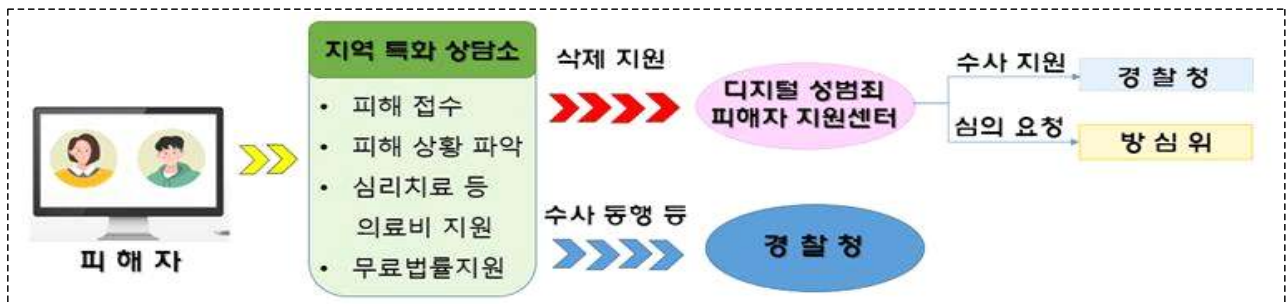 피 해 자
지역 특화 상담소
• 피해 접수
• 피해 상황 파악
• 심리치료 등
의료비 지원
• 무료법률지원
삭제 지원
디지털 성범죄
피해자 지원센터
수사 지원
경 찰 청
심의 요청
방 심 위
수사 동행 등
경 찰 청